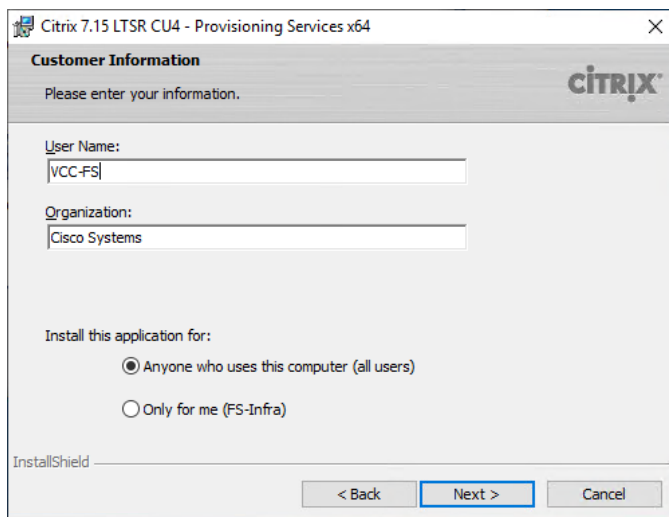 Citrix 7.15 LTSR CU4 - Provisioning Services x64
Customer Information
Please enter your information.
CITRIX
User Name:
VCC-FS
Organization:
Cisco Systems
Install this application for:
Anyone who uses this computer (all users)
Only for me (FS-Infra)
InstallShield
< Back Next > Cancel